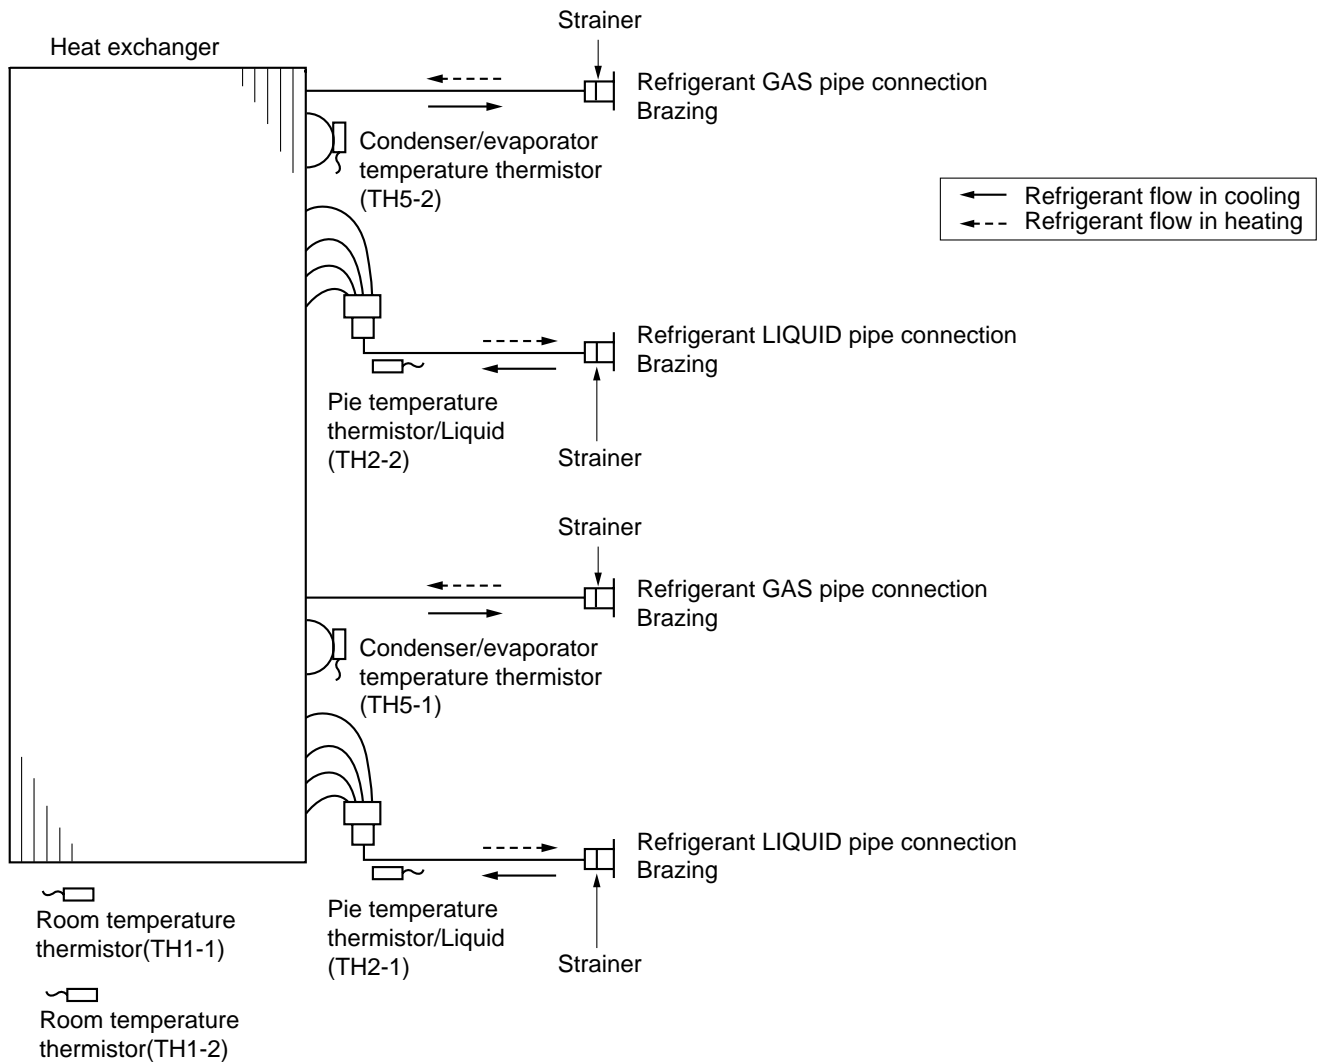 Strainer
Heat exchanger
Refrigerant GAS pipe connection
Brazing
Condenser/evaporator
temperature thermistor
(TH5-2)
Refrigerant flow in cooling
Refrigerant flow in heating
Refrigerant LIQUID pipe connection
Brazing
Pie temperature
thermistor/Liquid
(TH2-2)
Strainer
Strainer
Refrigerant GAS pipe connection
Brazing
Condenser/evaporator
temperature thermistor
(TH5-1)
Refrigerant LIQUID pipe connection
Brazing
Pie temperature
thermistor/Liquid
(TH2-1)
Strainer
Room temperature
thermistor(TH1-1)
Room temperature
thermistor(TH1-2)